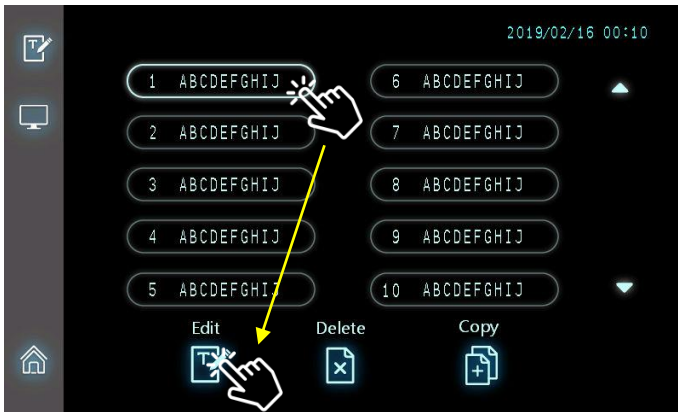 2019/02/16 00:10
1 ABCDEFGHIJ
6 ABCDEFGHIJ
2 ABCDEFGHIJ
7 ABCDEFGHIJ
3 ABCDEFGHIJ
8 ABCDEFGHIJ
4 ABCDEFGHIJ
9 ABCDEFGHIJ
5 ABCDEFGHIJ
10 ABCDEFGHIJ
Edit Delete Copy